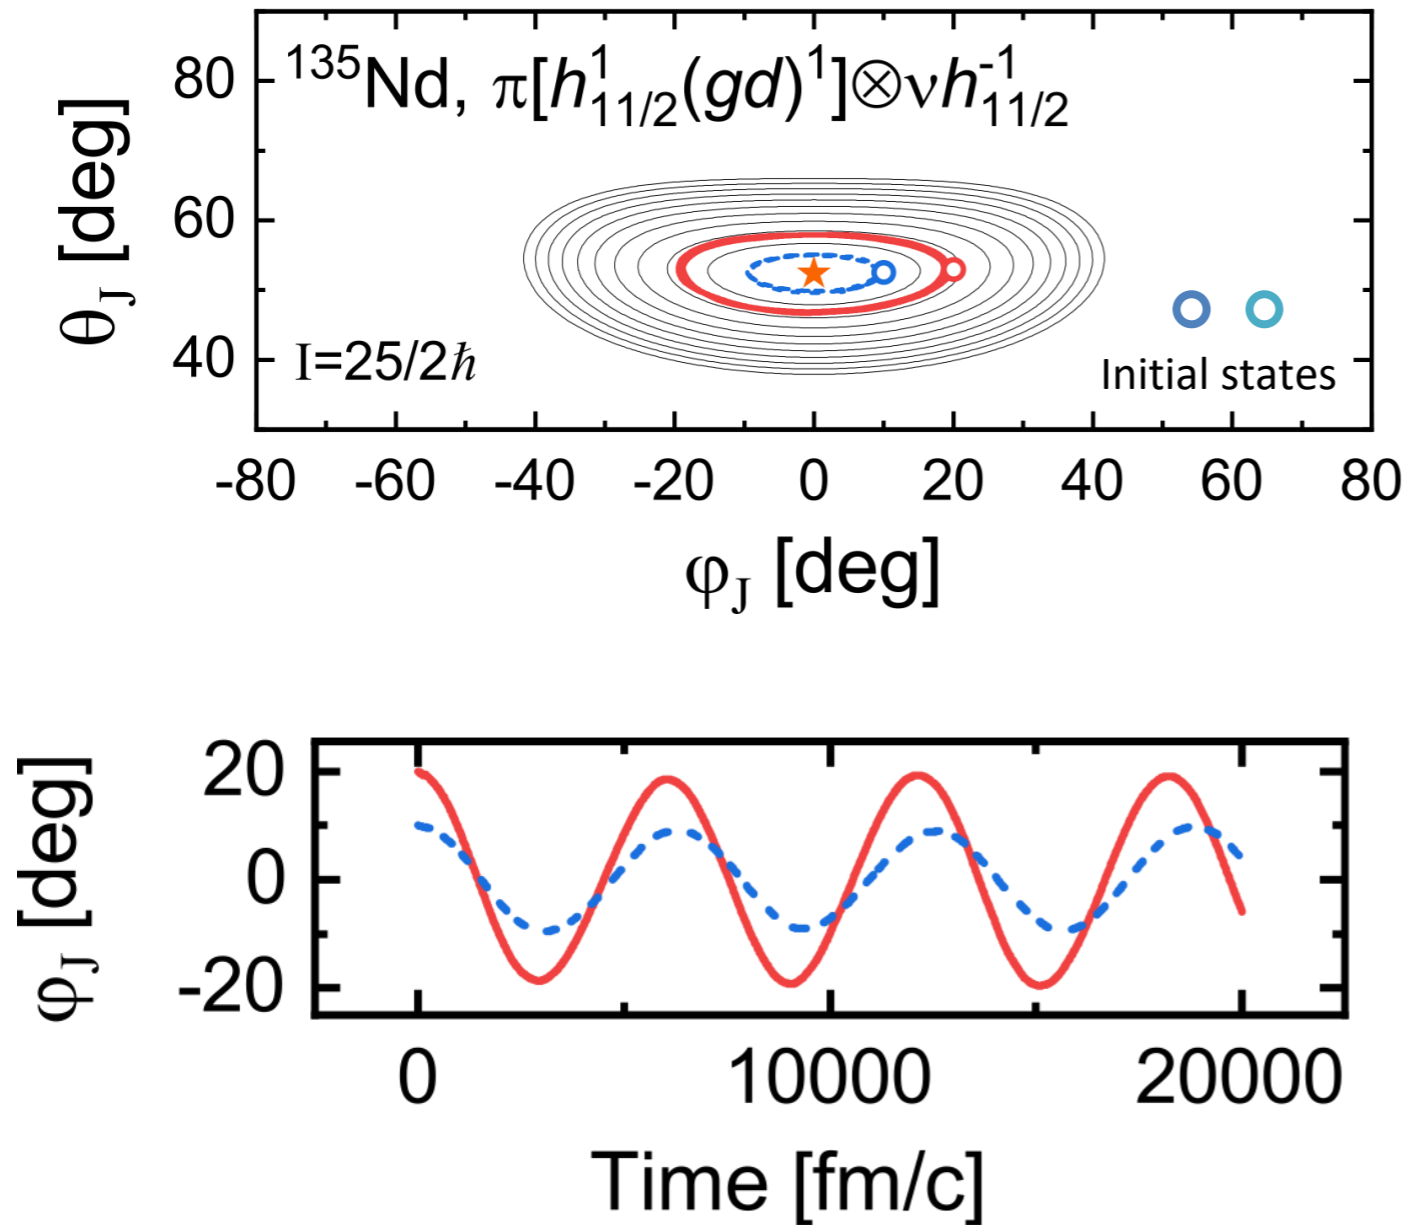 80
¹³⁵Nd, π[h¹₁₁/₂(gd)¹]⊗νh⁻¹₁₁/₂
θ_J [deg]
60
40
I=25/2ℏ
Initial states
-80 -60 -40 -20 0 20 40 60 80
φ_J [deg]
20
φ_J [deg]
0
-20
0 10000 20000
Time [fm/c]